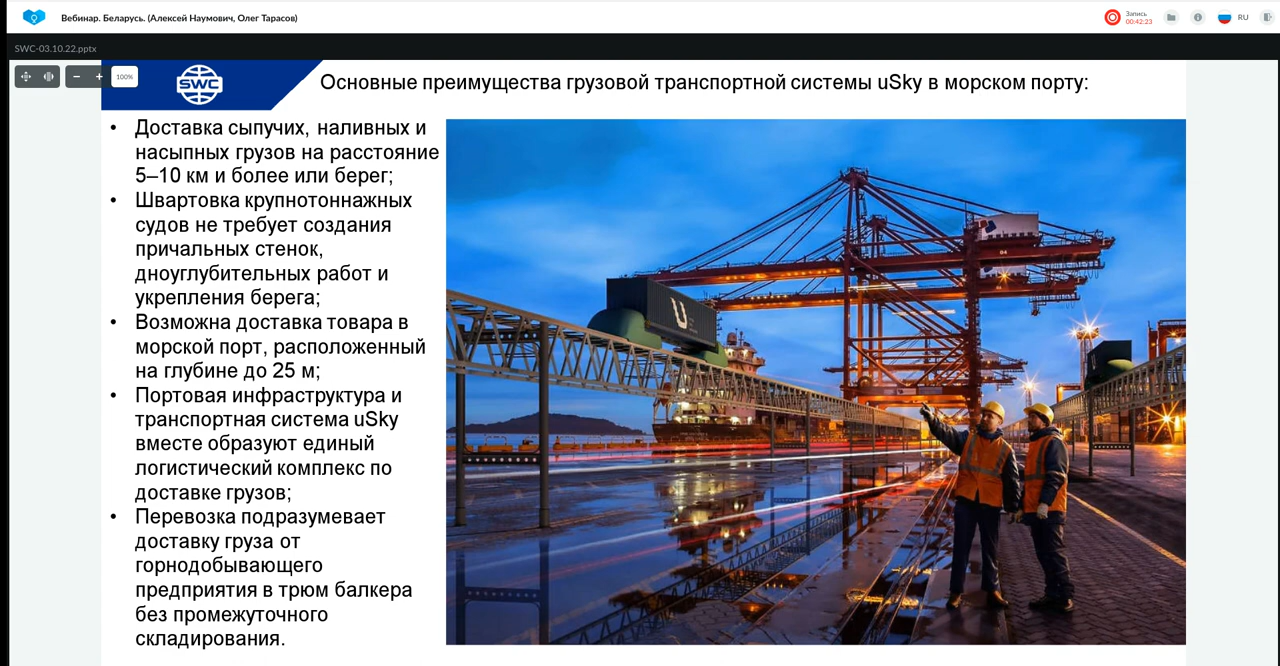 Вебинар. Беларусь. (Алексей Наумович, Олег Тарасов)
Запись
00:42:23
RU
SWC-03.10.22.pptx
100%
SWC
Основные преимущества грузовой транспортной системы uSky в морском порту:
• Доставка сыпучих, наливных и
насыпных грузов на расстояние
5–10 км и более или берег;
• Швартовка крупнотоннажных
судов не требует создания
причальных стенок,
дноуглубительных работ и
укрепления берега;
• Возможна доставка товара в
морской порт, расположенный
на глубине до 25 м;
• Портовая инфраструктура и
транспортная система uSky
вместе образуют единый
логистический комплекс по
доставке грузов;
• Перевозка подразумевает
доставку груза от
горнодобывающего
предприятия в трюм балкера
без промежуточного
складирования.